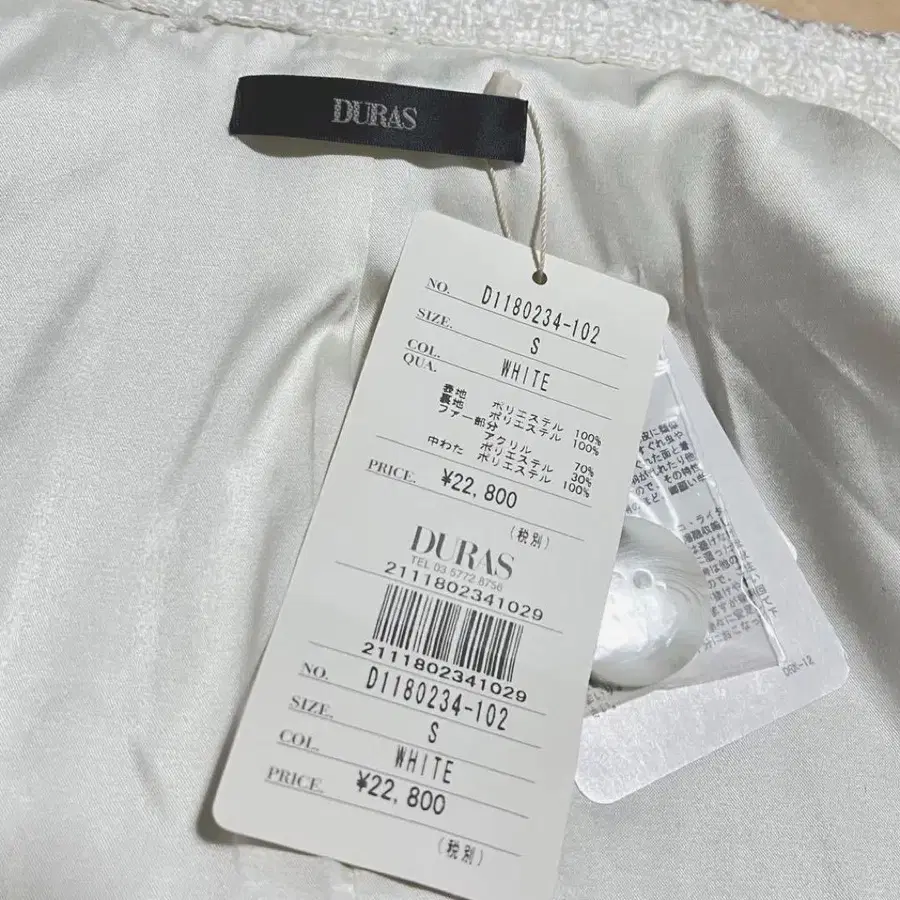 DURAS
NO. D1180234-102
SIZE. S
COL. WHITE
QUA.
表地 ポリエステル 100%
裏地 ポリエステル 100%
ファー部分
アクリル 70%
ポリエステル 30%
中わた ポリエステル 100%
PRICE. ¥22,800
(税別)
DURAS
TEL 03 5772 8756
2111802341029
2111802341029
NO. D1180234-102
SIZE. S
COL. WHITE
PRICE. ¥22,800
(税別)
DRR-12